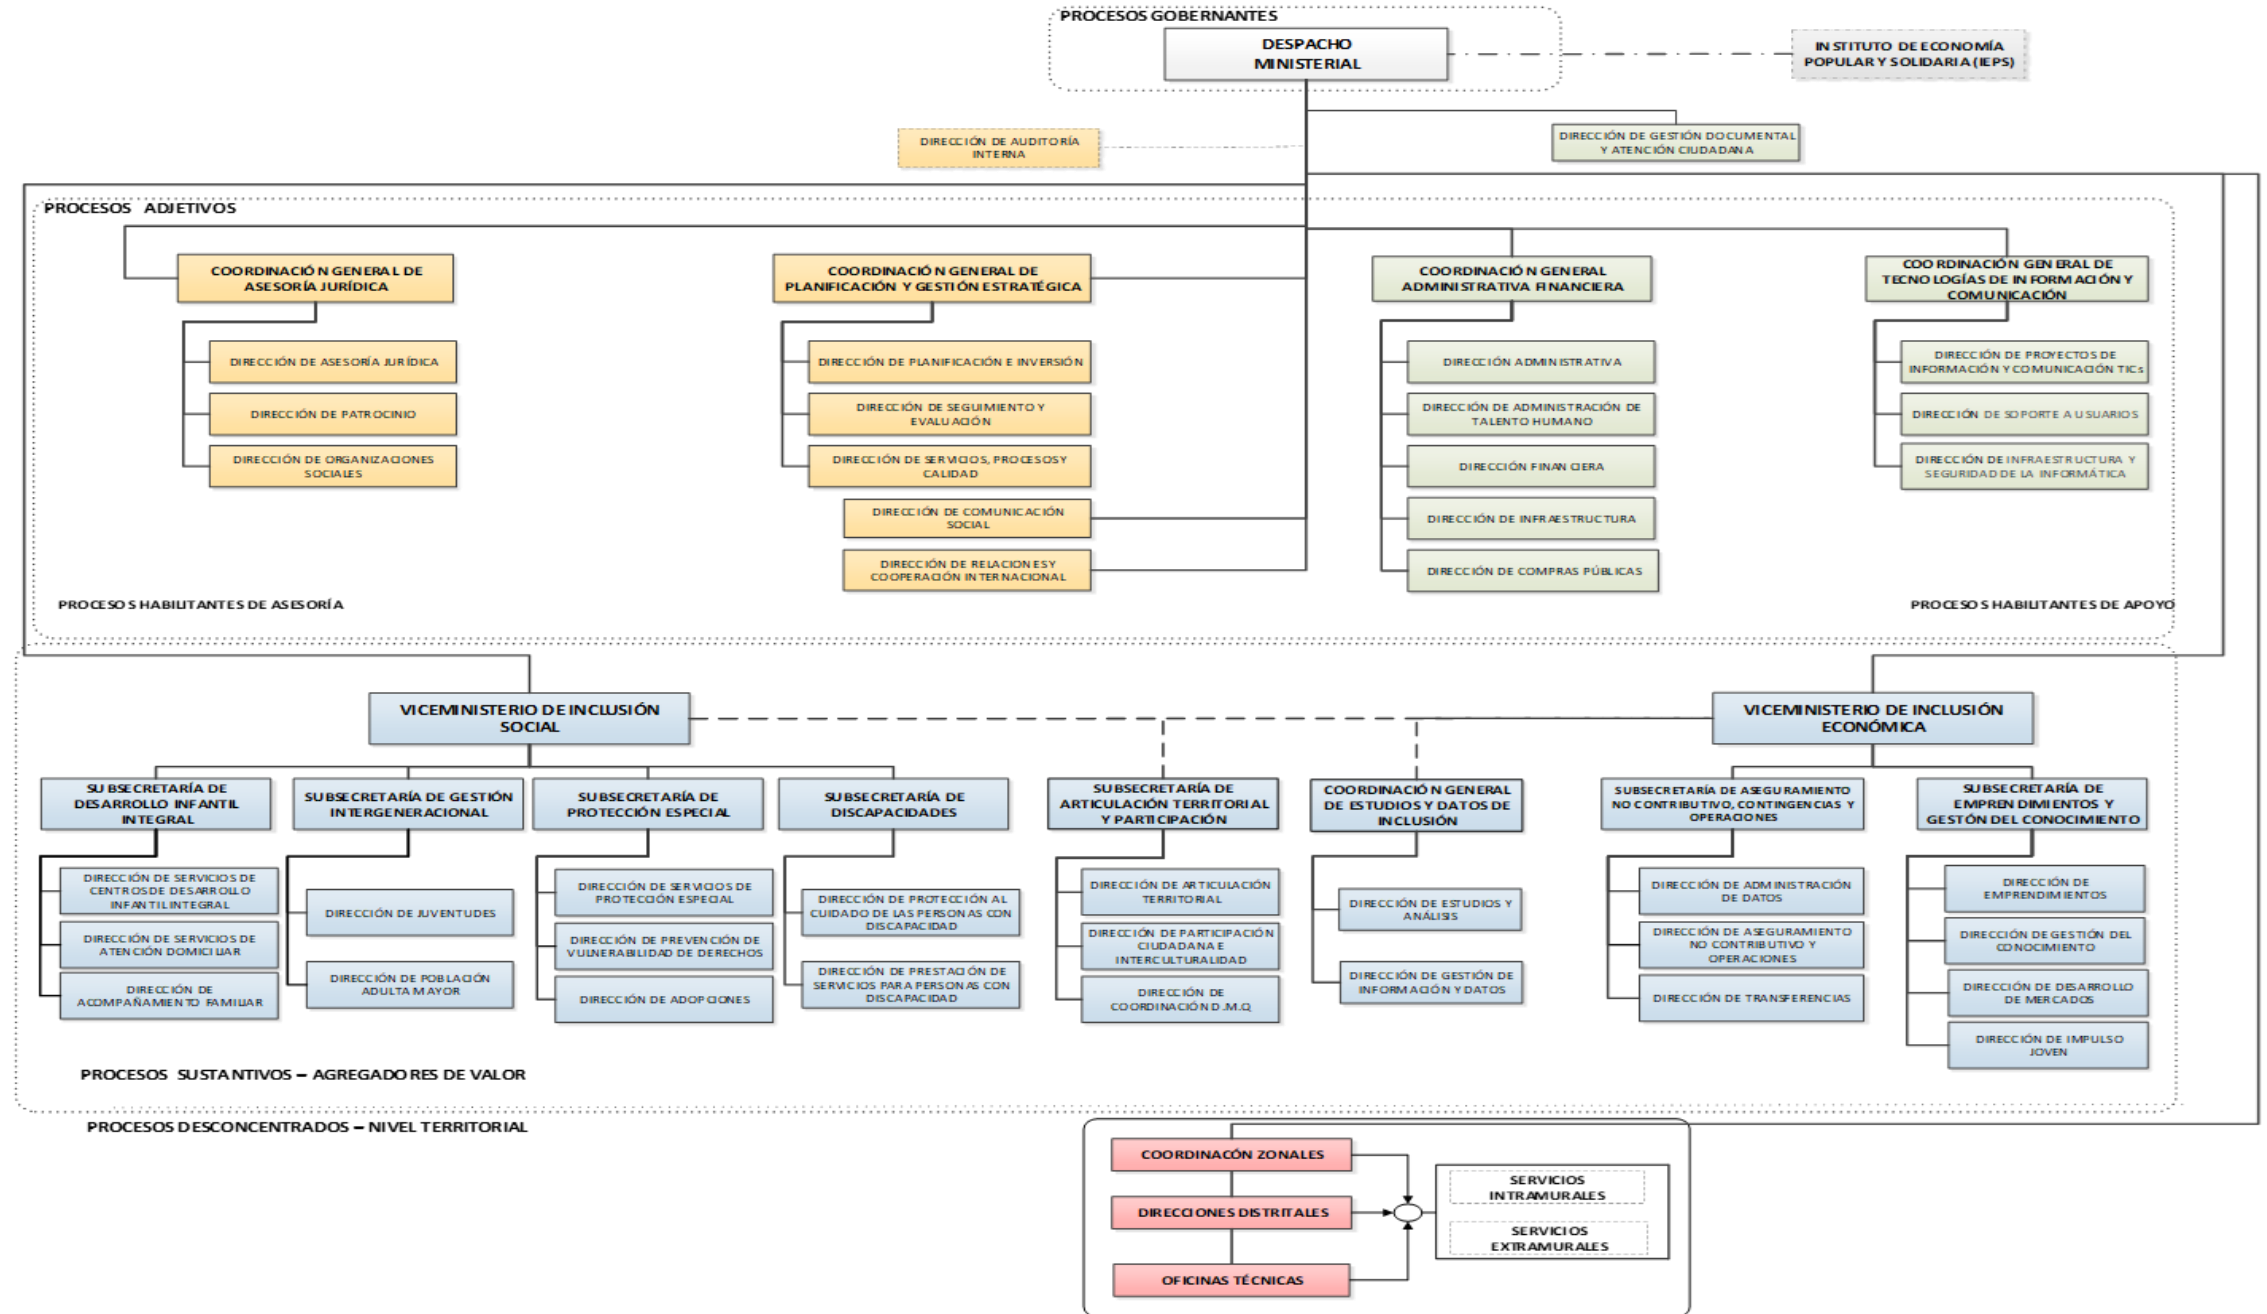 PROCESOS GOBERNANTES
DESPACHO
MINISTERIAL
INSTITUTO DE ECONOMÍA
POPULAR Y SOLIDARIA (IEPS)
DIRECCIÓN DE AUDITORÍA
INTERNA
DIRECCIÓN DE GESTIÓN DOCUMENTAL
Y ATENCIÓN CIUDADANA
PROCESOS ADJETIVOS
COORDINACIÓN GENERAL DE
ASESORÍA JURÍDICA
DIRECCIÓN DE ASESORÍA JURÍDICA
DIRECCIÓN DE PATROCINIO
DIRECCIÓN DE ORGANIZACIONES
SOCIALES
COORDINACIÓN GENERAL DE
PLANIFICACIÓN Y GESTIÓN ESTRATÉGICA
DIRECCIÓN DE PLANIFICACIÓN E INVERSIÓN
DIRECCIÓN DE SEGUIMIENTO Y
EVALUACIÓN
DIRECCIÓN DE SERVICIOS, PROCESOS Y
CALIDAD
DIRECCIÓN DE COMUNICACIÓN
SOCIAL
DIRECCIÓN DE RELACIONES Y
COOPERACIÓN INTERNACIONAL
COORDINACIÓN GENERAL
ADMINISTRATIVA FINANCIERA
DIRECCIÓN ADMINISTRATIVA
DIRECCIÓN DE ADMINISTRACIÓN DE
TALENTO HUMANO
DIRECCIÓN FINANCIERA
DIRECCIÓN DE INFRAESTRUCTURA
DIRECCIÓN DE COMPRAS PÚBLICAS
COORDINACIÓN GENERAL DE
TECNOLOGÍAS DE INFORMACIÓN Y
COMUNICACIÓN
DIRECCIÓN DE PROYECTOS DE
INFORMACIÓN Y COMUNICACIÓN TICs
DIRECCIÓN DE SOPORTE A USUARIOS
DIRECCIÓN DE INFRAESTRUCTURA Y
SEGURIDAD DE LA INFORMÁTICA
PROCESOS HABILITANTES DE ASESORÍA
PROCESOS HABILITANTES DE APOYO
VICEMINISTERIO DE INCLUSIÓN
SOCIAL
VICEMINISTERIO DE INCLUSIÓN
ECONÓMICA
SUBSECRETARÍA DE
DESARROLLO INFANTIL
INTEGRAL
DIRECCIÓN DE SERVICIOS DE
CENTROS DE DESARROLLO
INFANTIL INTEGRAL
DIRECCIÓN DE SERVICIOS DE
ATENCIÓN DOMICILIAR
DIRECCIÓN DE
ACOMPAÑAMIENTO FAMILIAR
SUBSECRETARÍA DE GESTIÓN
INTERGENERACIONAL
DIRECCIÓN DE JUVENTUDES
DIRECCIÓN DE POBLACIÓN
ADULTA MAYOR
SUBSECRETARÍA DE
PROTECCIÓN ESPECIAL
DIRECCIÓN DE SERVICIOS DE
PROTECCIÓN ESPECIAL
DIRECCIÓN DE PREVENCIÓN DE
VULNERABILIDAD DE DERECHOS
DIRECCIÓN DE ADOPCIONES
SUBSECRETARÍA DE
DISCAPACIDADES
DIRECCIÓN DE PROTECCIÓN AL
CUIDADO DE LAS PERSONAS CON
DISCAPACIDAD
DIRECCIÓN DE PRESTACIÓN DE
SERVICIOS PARA PERSONAS CON
DISCAPACIDAD
SUBSECRETARÍA DE
ARTICULACIÓN TERRITORIAL
Y PARTICIPACIÓN
DIRECCIÓN DE ARTICULACIÓN
TERRITORIAL
DIRECCIÓN DE PARTICIPACIÓN
CIUDADANA E
INTERCULTURALIDAD
DIRECCIÓN DE
COORDINACIÓN D.M.Q.
COORDINACIÓN GENERAL
DE ESTUDIOS Y DATOS DE
INCLUSIÓN
DIRECCIÓN DE ESTUDIOS Y
ANÁLISIS
DIRECCIÓN DE GESTIÓN DE
INFORMACIÓN Y DATOS
SUBSECRETARÍA DE ASEGURAMIENTO
NO CONTRIBUTIVO, CONTINGENCIAS Y
OPERACIONES
DIRECCIÓN DE ADMINISTRACIÓN
DE DATOS
DIRECCIÓN DE ASEGURAMIENTO
NO CONTRIBUTIVO Y
OPERACIONES
DIRECCIÓN DE TRANSFERENCIAS
SUBSECRETARÍA DE
EMPRENDIMIENTOS Y
GESTÓN DEL CONOCIMIENTO
DIRECCIÓN DE
EMPRENDIMIENTOS
DIRECCIÓN DE GESTIÓN DEL
CONOCIMIENTO
DIRECCIÓN DE DESARROLLO
DE MERCADOS
DIRECCIÓN DE IMPULSO
JOVEN
PROCESOS SUSTANTIVOS – AGREGADORES DE VALOR
PROCESOS DESCONCENTRADOS – NIVEL TERRITORIAL
COORDINACÓN ZONALES
DIRECCIONES DISTRITALES
OFICINAS TÉCNICAS
SERVICIOS
INTRAMURALES
SERVICIOS
EXTRAMURALES